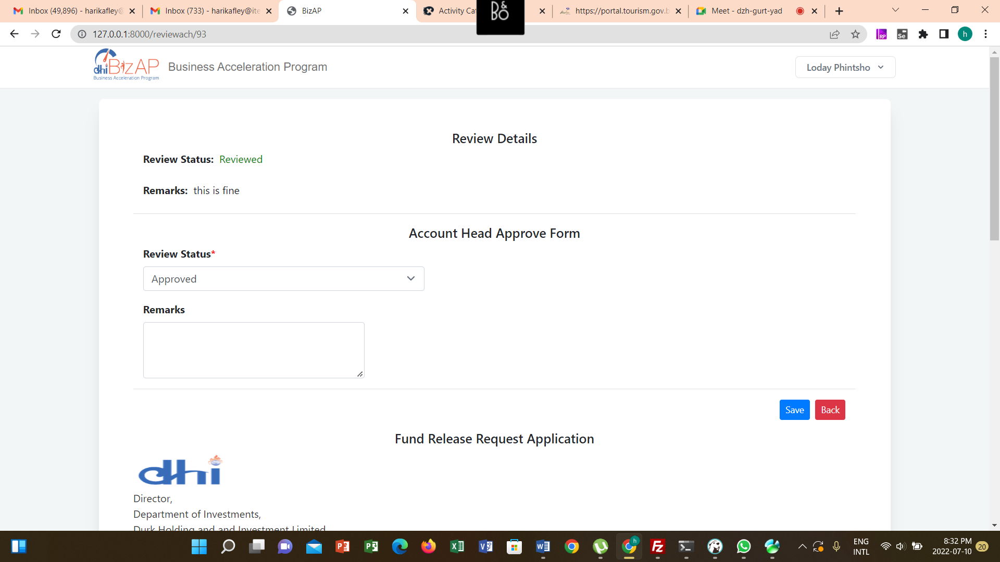 Inbox (49,896) - harikafley@
Inbox (733) - harikafley@ite
BizAP
Activity Cat
B&O
https://portal.tourism.gov.b
Meet - dzh-gurt-yad
127.0.0.1:8000/reviewach/93
RP
Se
h
dhi BizAP
Business Acceleration Program
Business Acceleration Program
Loday Phintsho
Review Details
Review Status: Reviewed
Remarks: this is fine
Account Head Approve Form
Review Status*
Approved
Remarks
Save
Back
Fund Release Request Application
dhi
Director,
Department of Investments,
Durk Holding and and Investment Limited
h
ENG
INTL
8:32 PM
2022-07-10
20